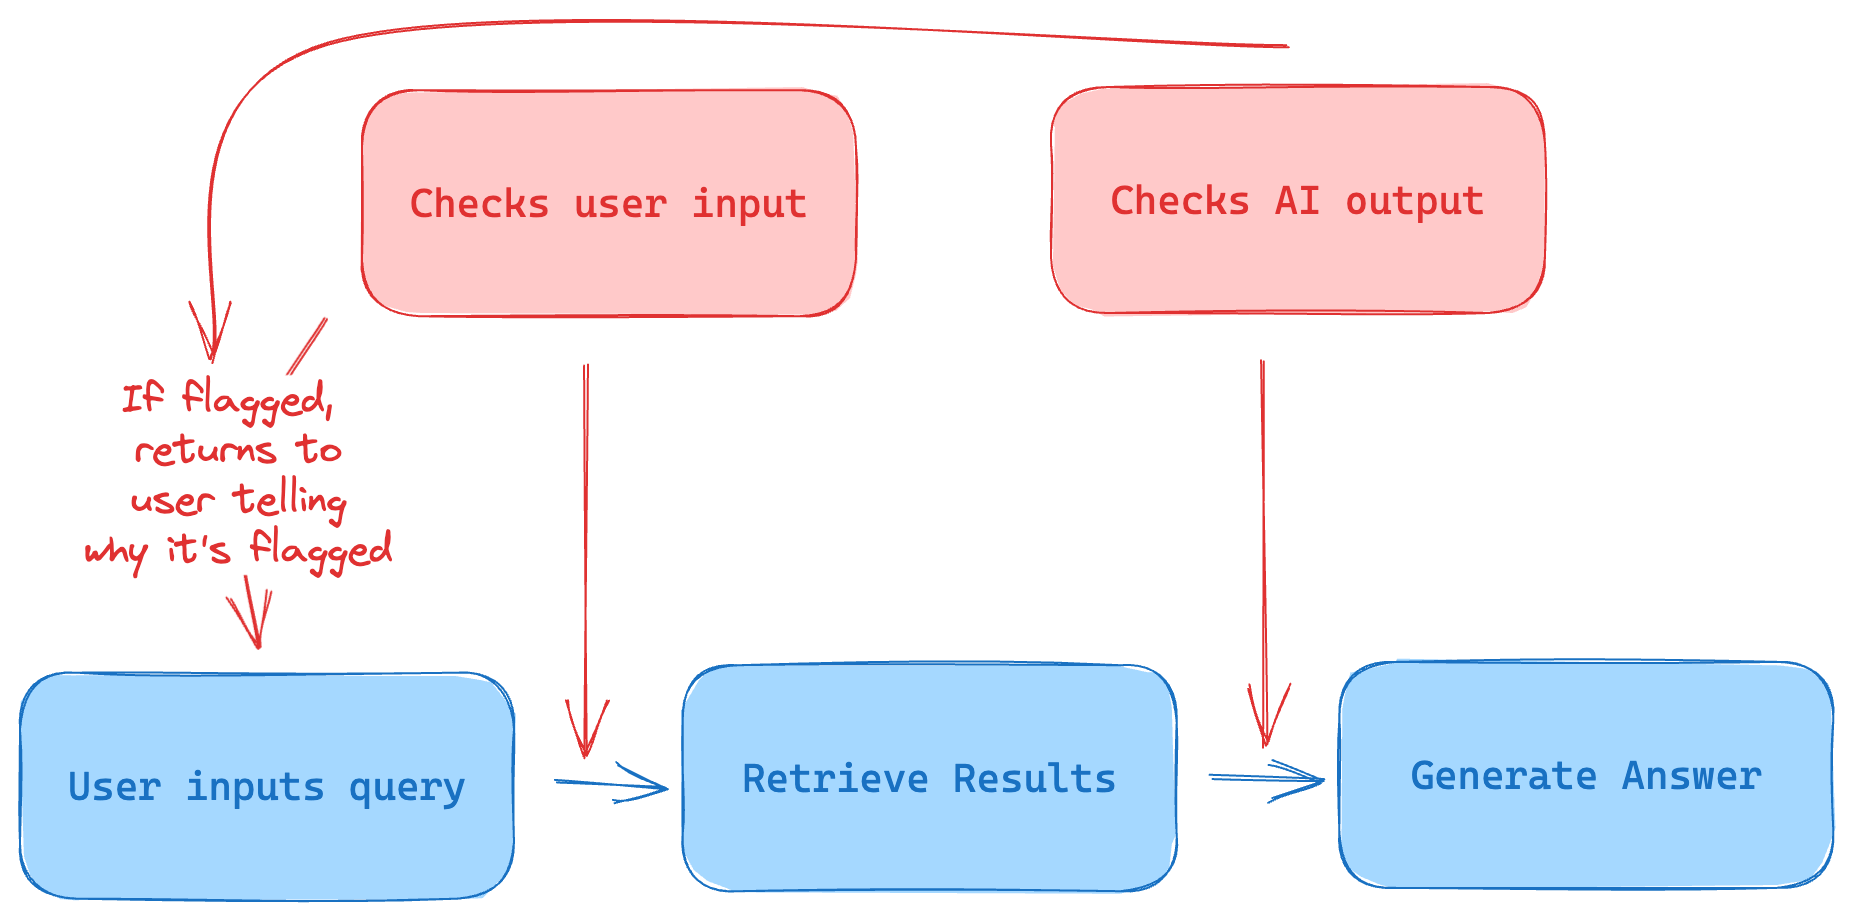 Checks user input
Checks AI output
If flagged,
returns to
user telling
why it's flagged
User inputs query
Retrieve Results
Generate Answer